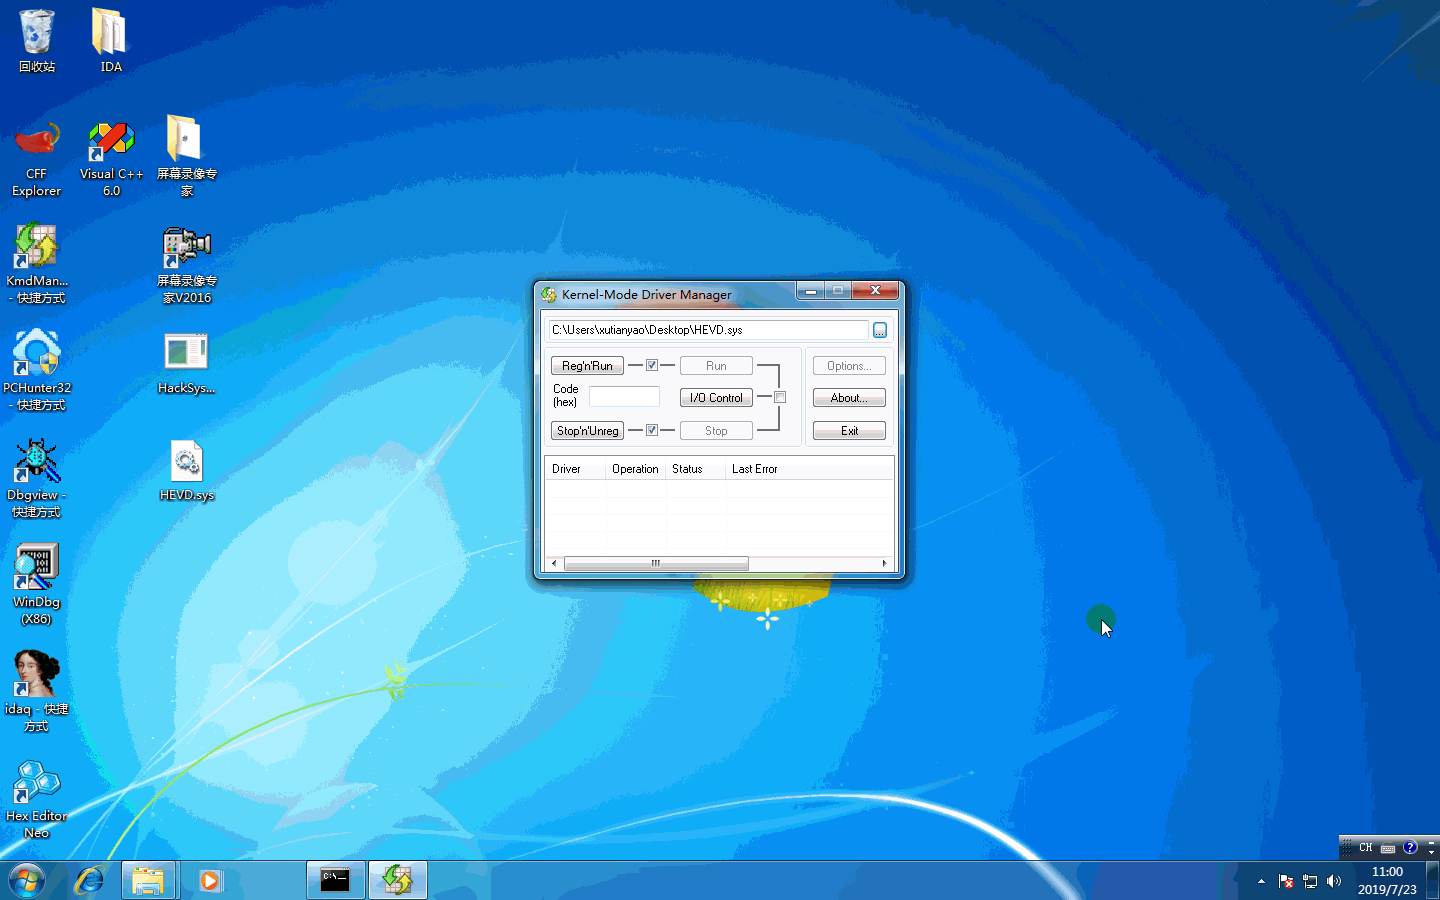 回收站
IDA
CFF
Explorer
Visual C++
6.0
屏幕录像专
家
KmdMan...
- 快捷方式
屏幕录像专
家V2016
PCHunter32
- 快捷方式
HackSys...
Dbgview -
快捷方式
HEVD.sys
WinDbg
(X86)
idaq - 快捷
方式
Hex Editor
Neo
Kernel-Mode Driver Manager
C:\Users\xutianyao\Desktop\HEVD.sys
...
Reg'n'Run
Run
Options...
Code
(hex)
I/O Control
About...
Stop'n'Unreg
Stop
Exit
Driver
Operation
Status
Last Error
CH
?
C:\_
11:00
2019/7/23